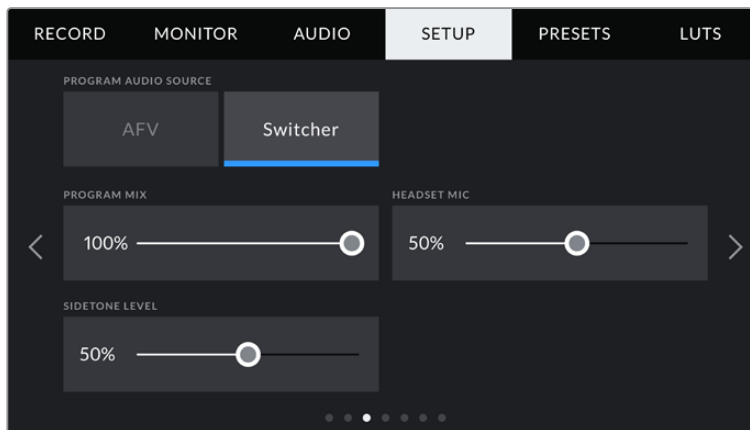 RECORD MONITOR AUDIO SETUP PRESETS LUTS
PROGRAM AUDIO SOURCE
AFV Switcher
PROGRAM MIX HEADSET MIC
100% 50%
SIDETONE LEVEL
50%